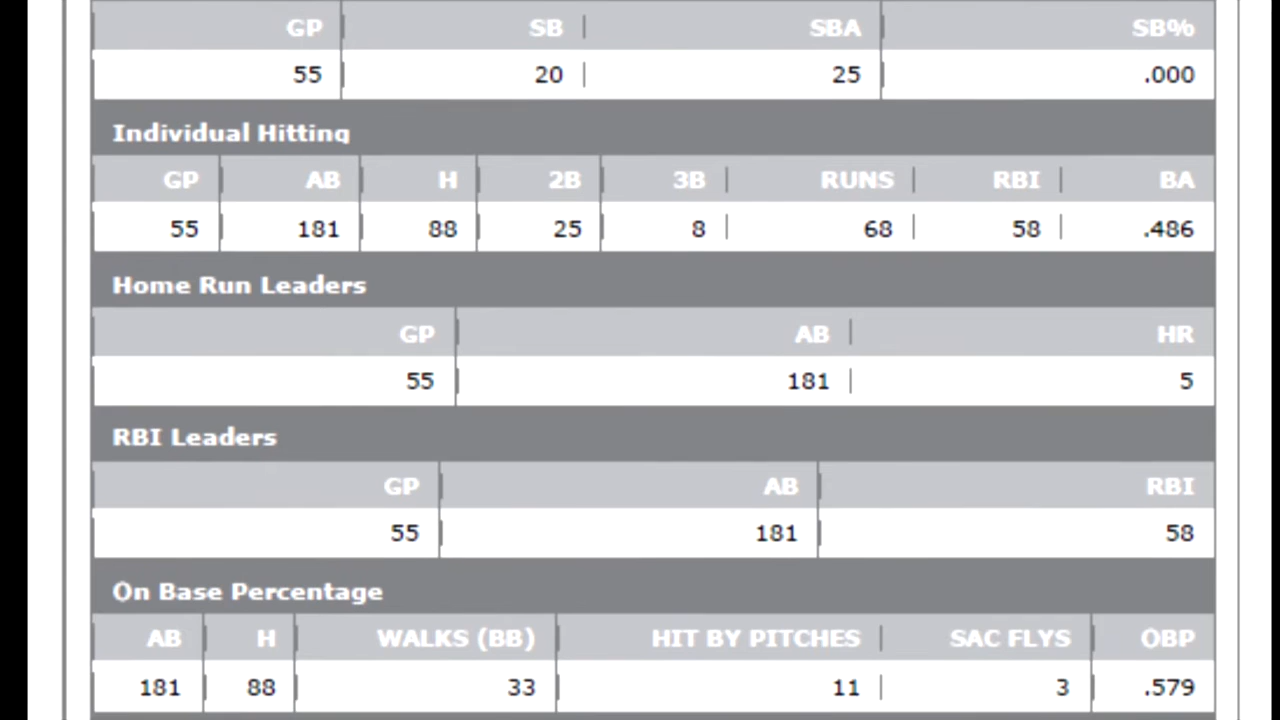 GP SB SBA SB%
55 20 25 .000
Individual Hitting
GP AB H 2B 3B RUNS RBI BA
55 181 88 25 8 68 58 .486
Home Run Leaders
GP AB HR
55 181 5
RBI Leaders
GP AB RBI
55 181 58
On Base Percentage
AB H WALKS (BB) HIT BY PITCHES SAC FLYS OBP
181 88 33 11 3 .579